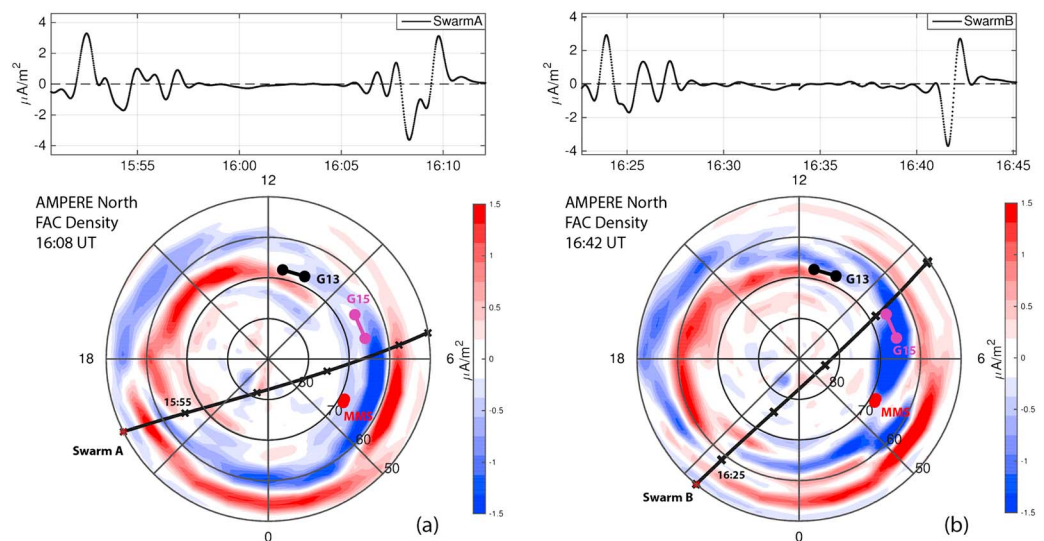 SwarmA
4
2
0
-2
-4
μA/m²
15:55
16:00
16:05
16:10
12
AMPERE North
FAC Density
16:08 UT
G13
G15
18
6
15:55
80
MMS
70
60
50
Swarm A
0
(a)
1.5
1
0.5
0
-0.5
-1
-1.5
μA/m²
SwarmB
4
2
0
-2
-4
μA/m²
16:25
16:30
16:35
16:40
16:45
12
AMPERE North
FAC Density
16:42 UT
G13
G15
18
6
80
MMS
70
60
50
16:25
Swarm B
0
(b)
1.5
1
0.5
0
-0.5
-1
-1.5
μA/m²